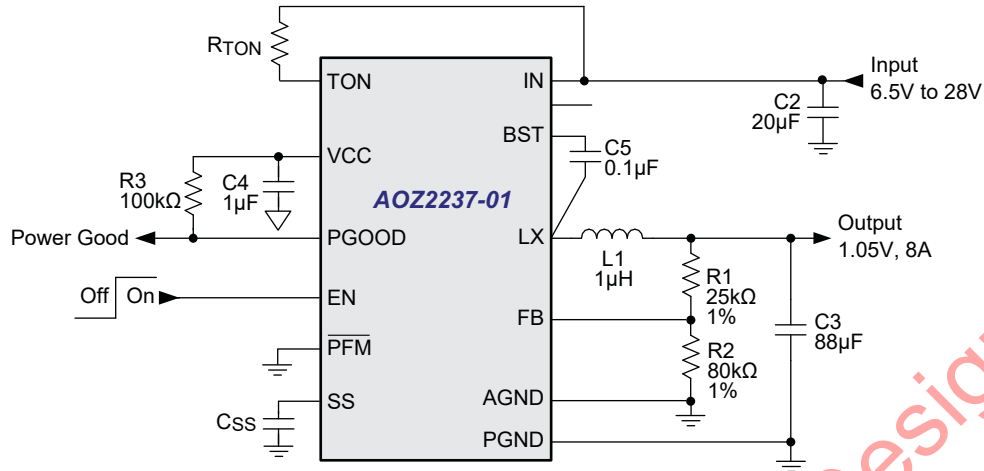 RTON
TON
IN
Input
6.5V to 28V
C2
20µF
BST
C5
0.1µF
VCC
R3
100kΩ
C4
1µF
AOZ2237-01
Power Good
PGOOD
LX
L1
1µH
Output
1.05V, 8A
R1
25kΩ
1%
Off
On
EN
FB
C3
88µF
PFM
R2
80kΩ
1%
CSS
SS
AGND
PGND
Design